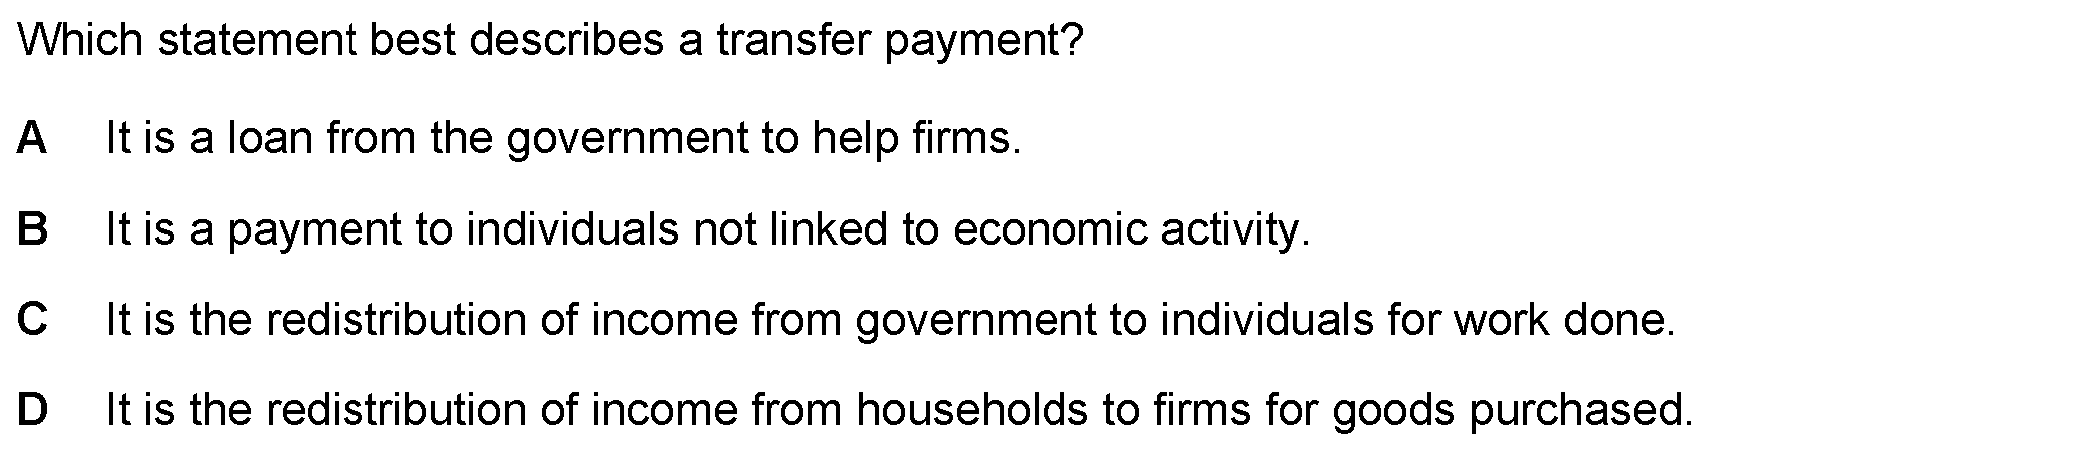 Which statement best describes a transfer payment?
A It is a loan from the government to help firms.
B It is a payment to individuals not linked to economic activity.
C It is the redistribution of income from government to individuals for work done.
D It is the redistribution of income from households to firms for goods purchased.